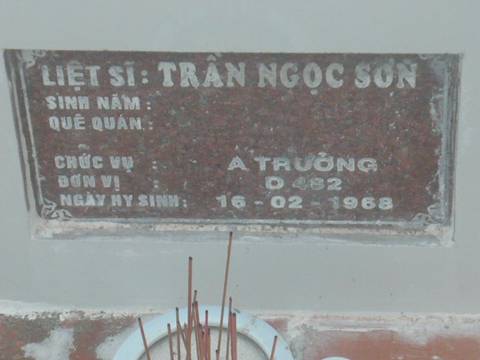 LIỆT SĨ: TRẦN NGỌC SƠN
SINH NĂM :
QUÊ QUÁN :
CHỨC VỤ : A TRƯỞNG
ĐƠN VỊ : D 482
NGÀY HY SINH: 16 - 02 - 1968